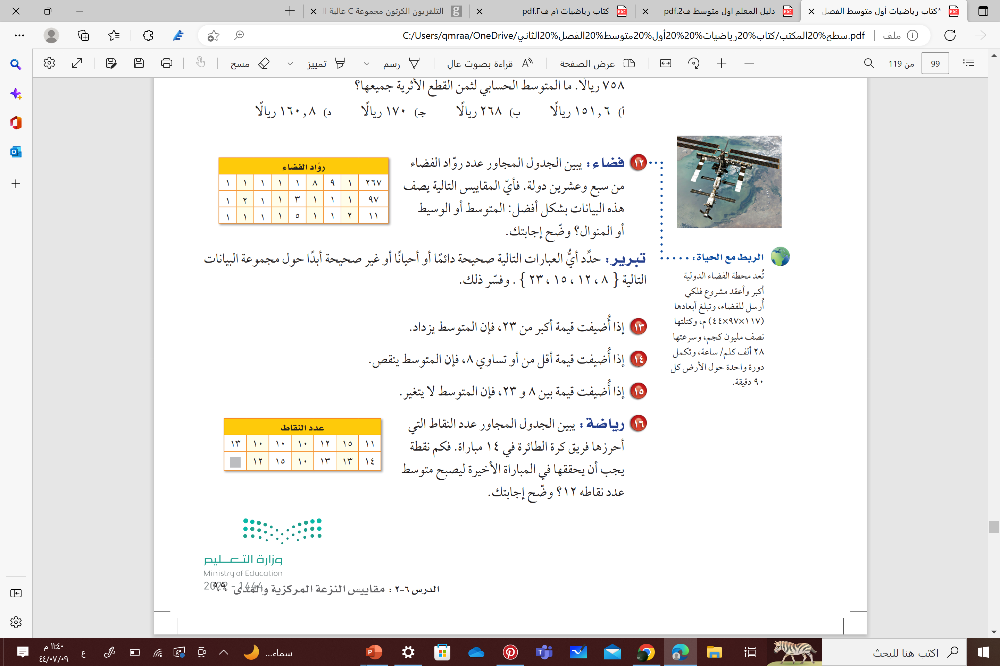 *كتاب رياضيات أول متوسط الفصل
دليل المعلم اول متوسط ف2.pdf
كتاب رياضيات ١م ف٢.pdf
التلفزيون الكرتون مجموعة C عالية ا
ملف
C:/Users/qmraa/OneDrive/سطح%20المكتب/كتاب%20رياضيات%20%20أول%20متوسط%20الفصل%20الثاني.pdf
99 من 119
عرض الصفحة
قراءة بصوت عالٍ
رسم
تمييز
مسح
٧٥٨ ريالًا. ما المتوسط الحسابي لثمن القطع الأثرية جميعها؟
أ) ١٥١,٦ ريالًا ب) ٢٦٨ ريالًا جـ) ١٧٠ ريالًا د) ١٦٠,٨ ريالًا
١٢ فضاء: يبين الجدول المجاور عدد روّاد الفضاء
من سبع وعشرين دولة. فأيّ المقاييس التالية يصف
هذه البيانات بشكل أفضل: المتوسط أو الوسيط
أو المنوال؟ وضّح إجابتك.
روّاد الفضاء
٢٦٧ ١ ٩ ٨ ١ ١ ١ ١ ١
٩٧ ١ ١ ١ ٣ ١ ١ ٢ ١
١١ ٢ ١ ١ ٥ ١ ١ ١ ١
الربط مع الحياة:
تُعد محطة الفضاء الدولية
أكبر وأعقد مشروع فلكي
أُرسل للفضاء، وتبلغ أبعادها
(١١٧×٩٧×٤٤) م، وكتلتها
نصف مليون كجم، وسرعتها
٢٨ ألف كلم/ ساعة، وتكمل
دورة واحدة حول الأرض كل
٩٠ دقيقة.
تبرير: حدِّد أيُّ العبارات التالية صحيحة دائمًا أو أحيانًا أو غير صحيحة أبدًا حول مجموعة البيانات
التالية { ٨ ، ١٢ ، ١٥ ، ٢٣ } . وفسّر ذلك.
١٣ إذا أُضيفت قيمة أكبر من ٢٣، فإن المتوسط يزداد.
١٤ إذا أُضيفت قيمة أقل من أو تساوي ٨، فإن المتوسط ينقص.
١٥ إذا أُضيفت قيمة بين ٨ و ٢٣، فإن المتوسط لا يتغير.
١٦ رياضة: يبين الجدول المجاور عدد النقاط التي
أحرزها فريق كرة الطائرة في ١٤ مباراة. فكم نقطة
يجب أن يحققها في المباراة الأخيرة ليصبح متوسط
عدد نقاطه ١٢؟ وضّح إجابتك.
عدد النقاط
١١ ١٥ ١٢ ١٠ ١٠ ١٠ ١٣
١٤ ١٣ ١٣ ١٠ ١٥ ١٢
وزارة التعليم
Ministry of Education
2022 - 1444
الدرس ٦-٢ : مقاييس النزعة المركزية والمدى ٩٩
اكتب هنا للبحث
سماء...
ع
١١:٤٠ م
٤٤/٠٧/٠٩